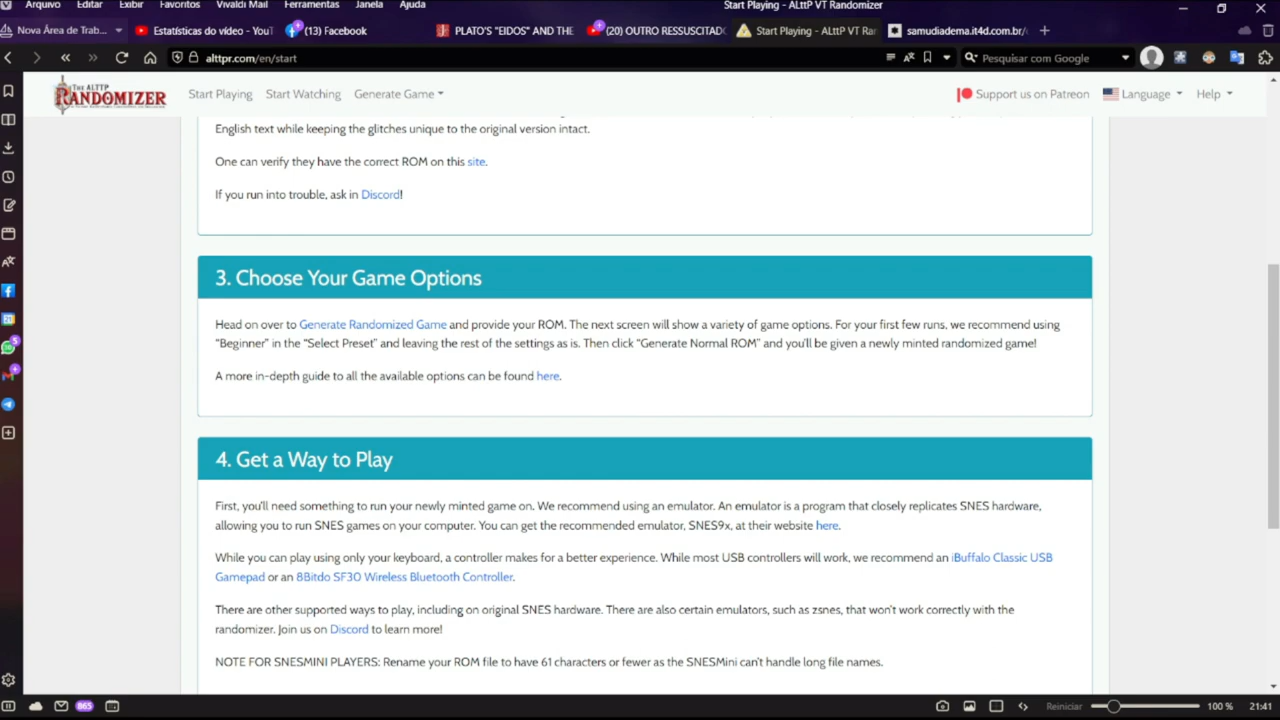 Arquivo Editar Exibir Favoritos Vivaldi Mail Ferramentas Janela Ajuda Start Playing - ALttP VT Randomizer
Nova Área de Trab... Estatísticas do vídeo - YouT (13) Facebook PLATO'S "EIDOS" AND THE (20) OUTRO RESSUSCITADO Start Playing - ALttP VT Ran samudiadema.it4d.com.br/
alttpr.com/en/start Pesquisar com Google
THE ALTTP
RANDOMIZER
Start Playing Start Watching Generate Game Support us on Patreon Language Help
English text while keeping the glitches unique to the original version intact.
One can verify they have the correct ROM on this site.
If you run into trouble, ask in Discord!
3. Choose Your Game Options
Head on over to Generate Randomized Game and provide your ROM. The next screen will show a variety of game options. For your first few runs, we recommend using
“Beginner” in the “Select Preset” and leaving the rest of the settings as is. Then click “Generate Normal ROM” and you'll be given a newly minted randomized game!
A more in-depth guide to all the available options can be found here.
4. Get a Way to Play
First, you'll need something to run your newly minted game on. We recommend using an emulator. An emulator is a program that closely replicates SNES hardware,
allowing you to run SNES games on your computer. You can get the recommended emulator, SNES9x, at their website here.
While you can play using only your keyboard, a controller makes for a better experience. While most USB controllers will work, we recommend an iBuffalo Classic USB
Gamepad or an 8Bitdo SF30 Wireless Bluetooth Controller.
There are other supported ways to play, including on original SNES hardware. There are also certain emulators, such as zsnes, that won't work correctly with the
randomizer. Join us on Discord to learn more!
NOTE FOR SNESMINI PLAYERS: Rename your ROM file to have 61 characters or fewer as the SNESMini can't handle long file names.
865 Reiniciar 100 % 21:41